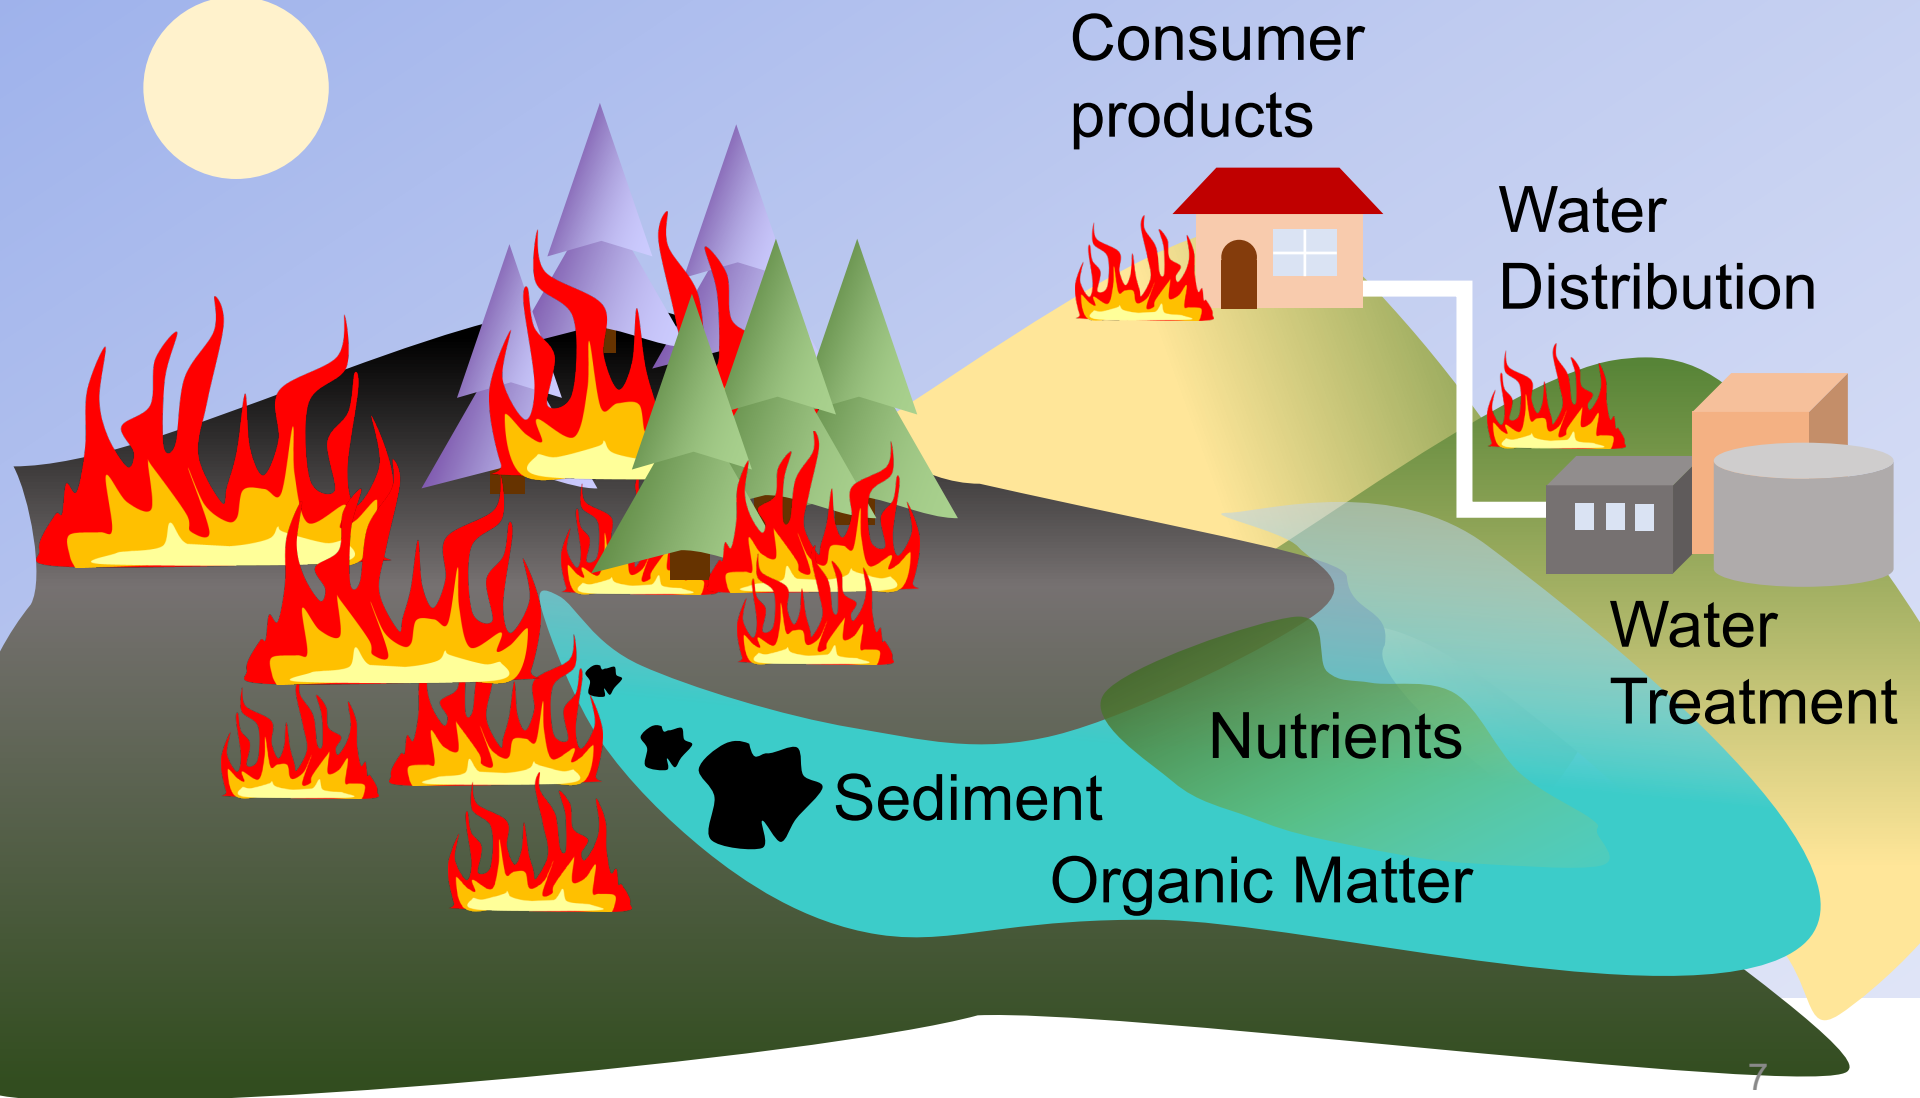 Consumer
products
Water
Distribution
Water
Treatment
Nutrients
Sediment
Organic Matter
7